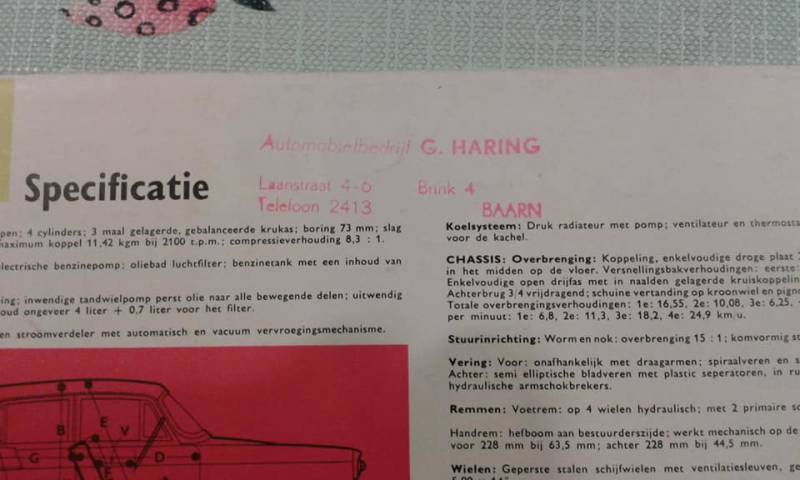 Automobielbedrijf G. HARING
Laanstraat 4-6 Brink 4
Telefoon 2413 BAARN
Specificatie
4 cylinders; 3 maal gelagerde, gebalanceerde krukas; boring 73 mm; slag
maximum koppel 11,42 kgm bij 2100 t.p.m.; compressieverhouding 8,3 : 1.
electrische benzinepomp; oliebad luchtfilter; benzinetank met een inhoud van
inwendige tandwielpomp perst olie naar alle bewegende delen; uitwendig
ongeveer 4 liter + 0,7 liter voor het filter.
en stroomverdeler met automatisch en vacuum vervroegingsmechanisme.
B
E
V
G
D
Koelsysteem: Druk radiateur met pomp; ventilateur en
voor de kachel.
CHASSIS: Overbrenging: Koppeling, enkelvoudige droge plaat
in het midden op de vloer. Versnellingsbakverhoudingen: eerste
Enkelvoudige open drijfas met in naalden gelagerde
Achterbrug 3/4 vrijdragend; schuine vertanding op kroonwiel en
Totale overbrengingsverhoudingen: 1e: 16,55, 2e: 10,08, 3e: 6,25,
per minuut: 1e: 6,8, 2e: 11,3, 3e: 18,2, 4e: 24,9 km/u.
Stuurinrichting: Worm en nok: overbrenging 15 : 1; komvormig
Vering: Voor: onafhankelijk met draagarmen; spiraalveren en
Achter: semi elliptische bladveren met plastic seperatoren, in
hydraulische armschokbrekers.
Remmen: Voetrem: op 4 wielen hydraulisch; met 2 primaire
Handrem: hefboom aan bestuurderszijde; werkt mechanisch op de
voor 228 mm bij 63,5 mm; achter 228 mm bij 44,5 mm.
Wielen: Geperste stalen schijfwielen met ventilatiesleuven,